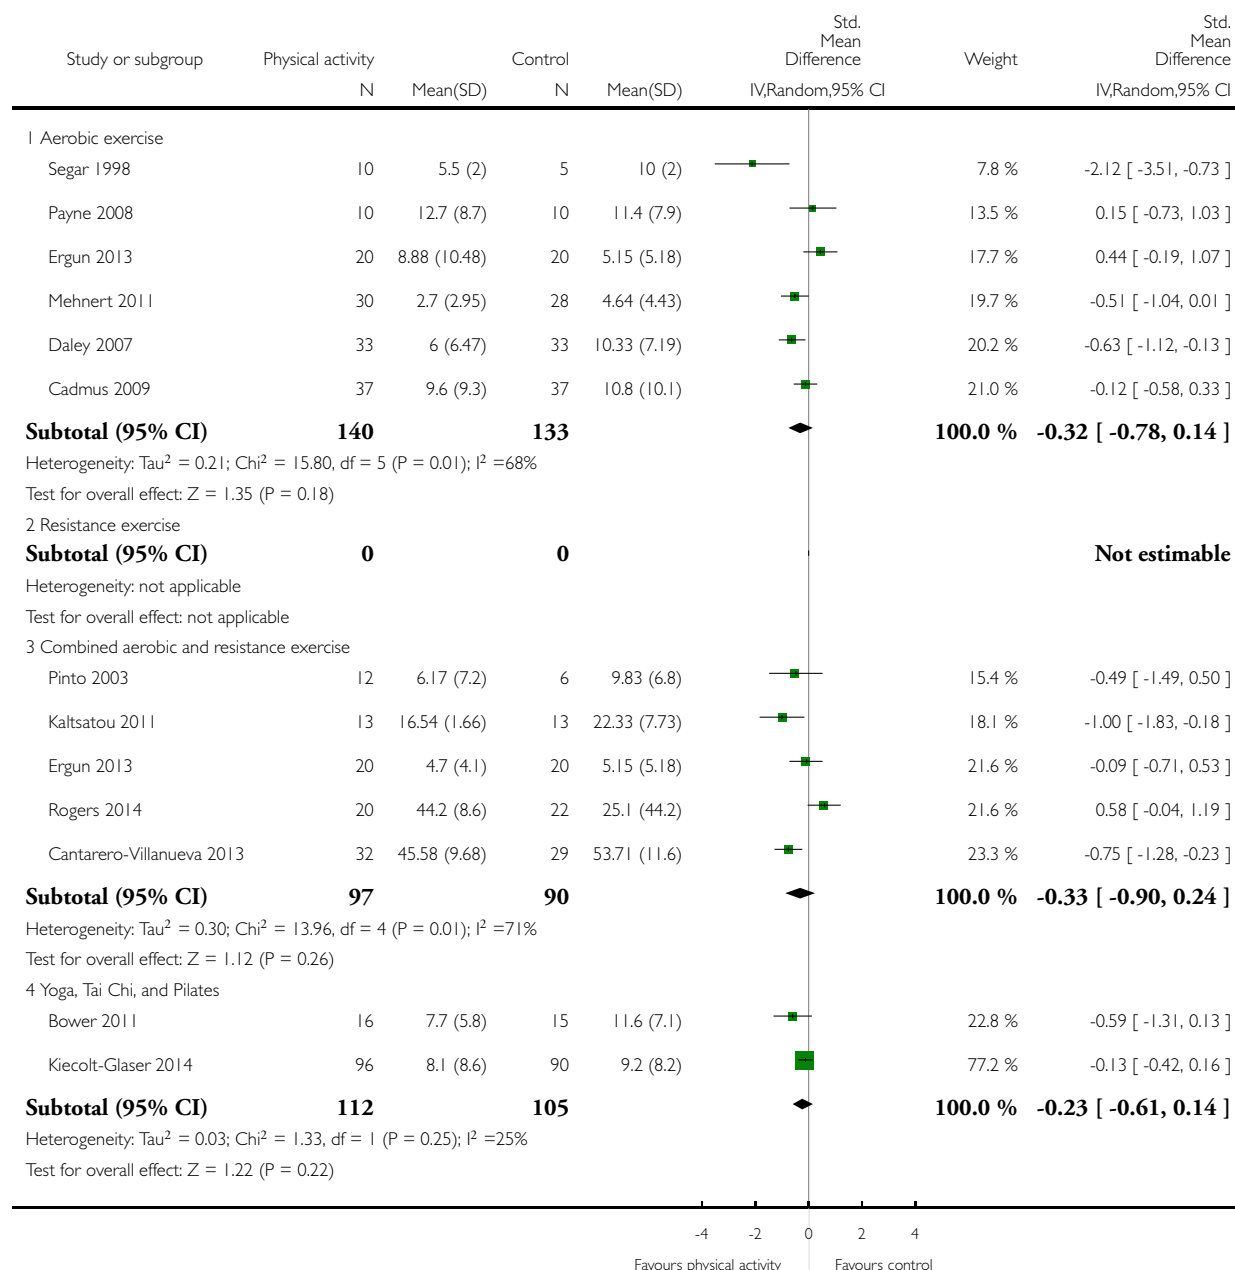 Std. Mean Difference Std. Mean Difference
Study or subgroup Physical activity Control Weight
N Mean(SD) N Mean(SD) IV,Random,95% CI IV,Random,95% CI
1 Aerobic exercise
Segar 1998 10 5.5 (2) 5 10 (2) 7.8 % -2.12 [ -3.51, -0.73 ]
Payne 2008 10 12.7 (8.7) 10 11.4 (7.9) 13.5 % 0.15 [ -0.73, 1.03 ]
Ergun 2013 20 8.88 (10.48) 20 5.15 (5.18) 17.7 % 0.44 [ -0.19, 1.07 ]
Mehnert 2011 30 2.7 (2.95) 28 4.64 (4.43) 19.7 % -0.51 [ -1.04, 0.01 ]
Daley 2007 33 6 (6.47) 33 10.33 (7.19) 20.2 % -0.63 [ -1.12, -0.13 ]
Cadmus 2009 37 9.6 (9.3) 37 10.8 (10.1) 21.0 % -0.12 [ -0.58, 0.33 ]
Subtotal (95% CI) 140 133 100.0 % -0.32 [ -0.78, 0.14 ]
Heterogeneity: Tau² = 0.21; Chi² = 15.80, df = 5 (P = 0.01); I² =68%
Test for overall effect: Z = 1.35 (P = 0.18)
2 Resistance exercise
Subtotal (95% CI) 0 0 Not estimable
Heterogeneity: not applicable
Test for overall effect: not applicable
3 Combined aerobic and resistance exercise
Pinto 2003 12 6.17 (7.2) 6 9.83 (6.8) 15.4 % -0.49 [ -1.49, 0.50 ]
Kaltsatou 2011 13 16.54 (1.66) 13 22.33 (7.73) 18.1 % -1.00 [ -1.83, -0.18 ]
Ergun 2013 20 4.7 (4.1) 20 5.15 (5.18) 21.6 % -0.09 [ -0.71, 0.53 ]
Rogers 2014 20 44.2 (8.6) 22 25.1 (44.2) 21.6 % 0.58 [ -0.04, 1.19 ]
Cantarero-Villanueva 2013 32 45.58 (9.68) 29 53.71 (11.6) 23.3 % -0.75 [ -1.28, -0.23 ]
Subtotal (95% CI) 97 90 100.0 % -0.33 [ -0.90, 0.24 ]
Heterogeneity: Tau² = 0.30; Chi² = 13.96, df = 4 (P = 0.01); I² =71%
Test for overall effect: Z = 1.12 (P = 0.26)
4 Yoga, Tai Chi, and Pilates
Bower 2011 16 7.7 (5.8) 15 11.6 (7.1) 22.8 % -0.59 [ -1.31, 0.13 ]
Kiecolt-Glaser 2014 96 8.1 (8.6) 90 9.2 (8.2) 77.2 % -0.13 [ -0.42, 0.16 ]
Subtotal (95% CI) 112 105 100.0 % -0.23 [ -0.61, 0.14 ]
Heterogeneity: Tau² = 0.03; Chi² = 1.33, df = 1 (P = 0.25); I² =25%
Test for overall effect: Z = 1.22 (P = 0.22)
-4 -2 0 2 4
Favours physical activity Favours control